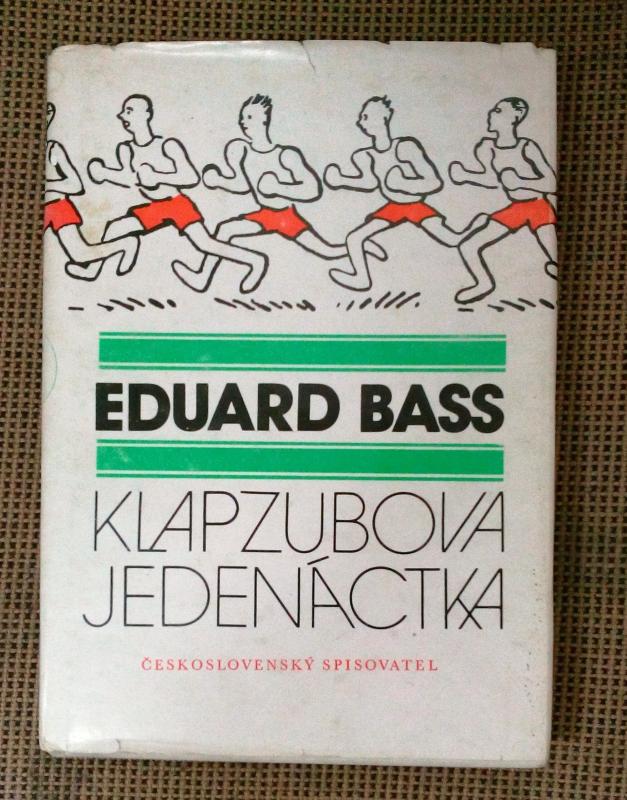 EDUARD BASS
KLAPZUBOVA
JEDENÁCTKA
ČESKOSLOVENSKÝ SPISOVATEL